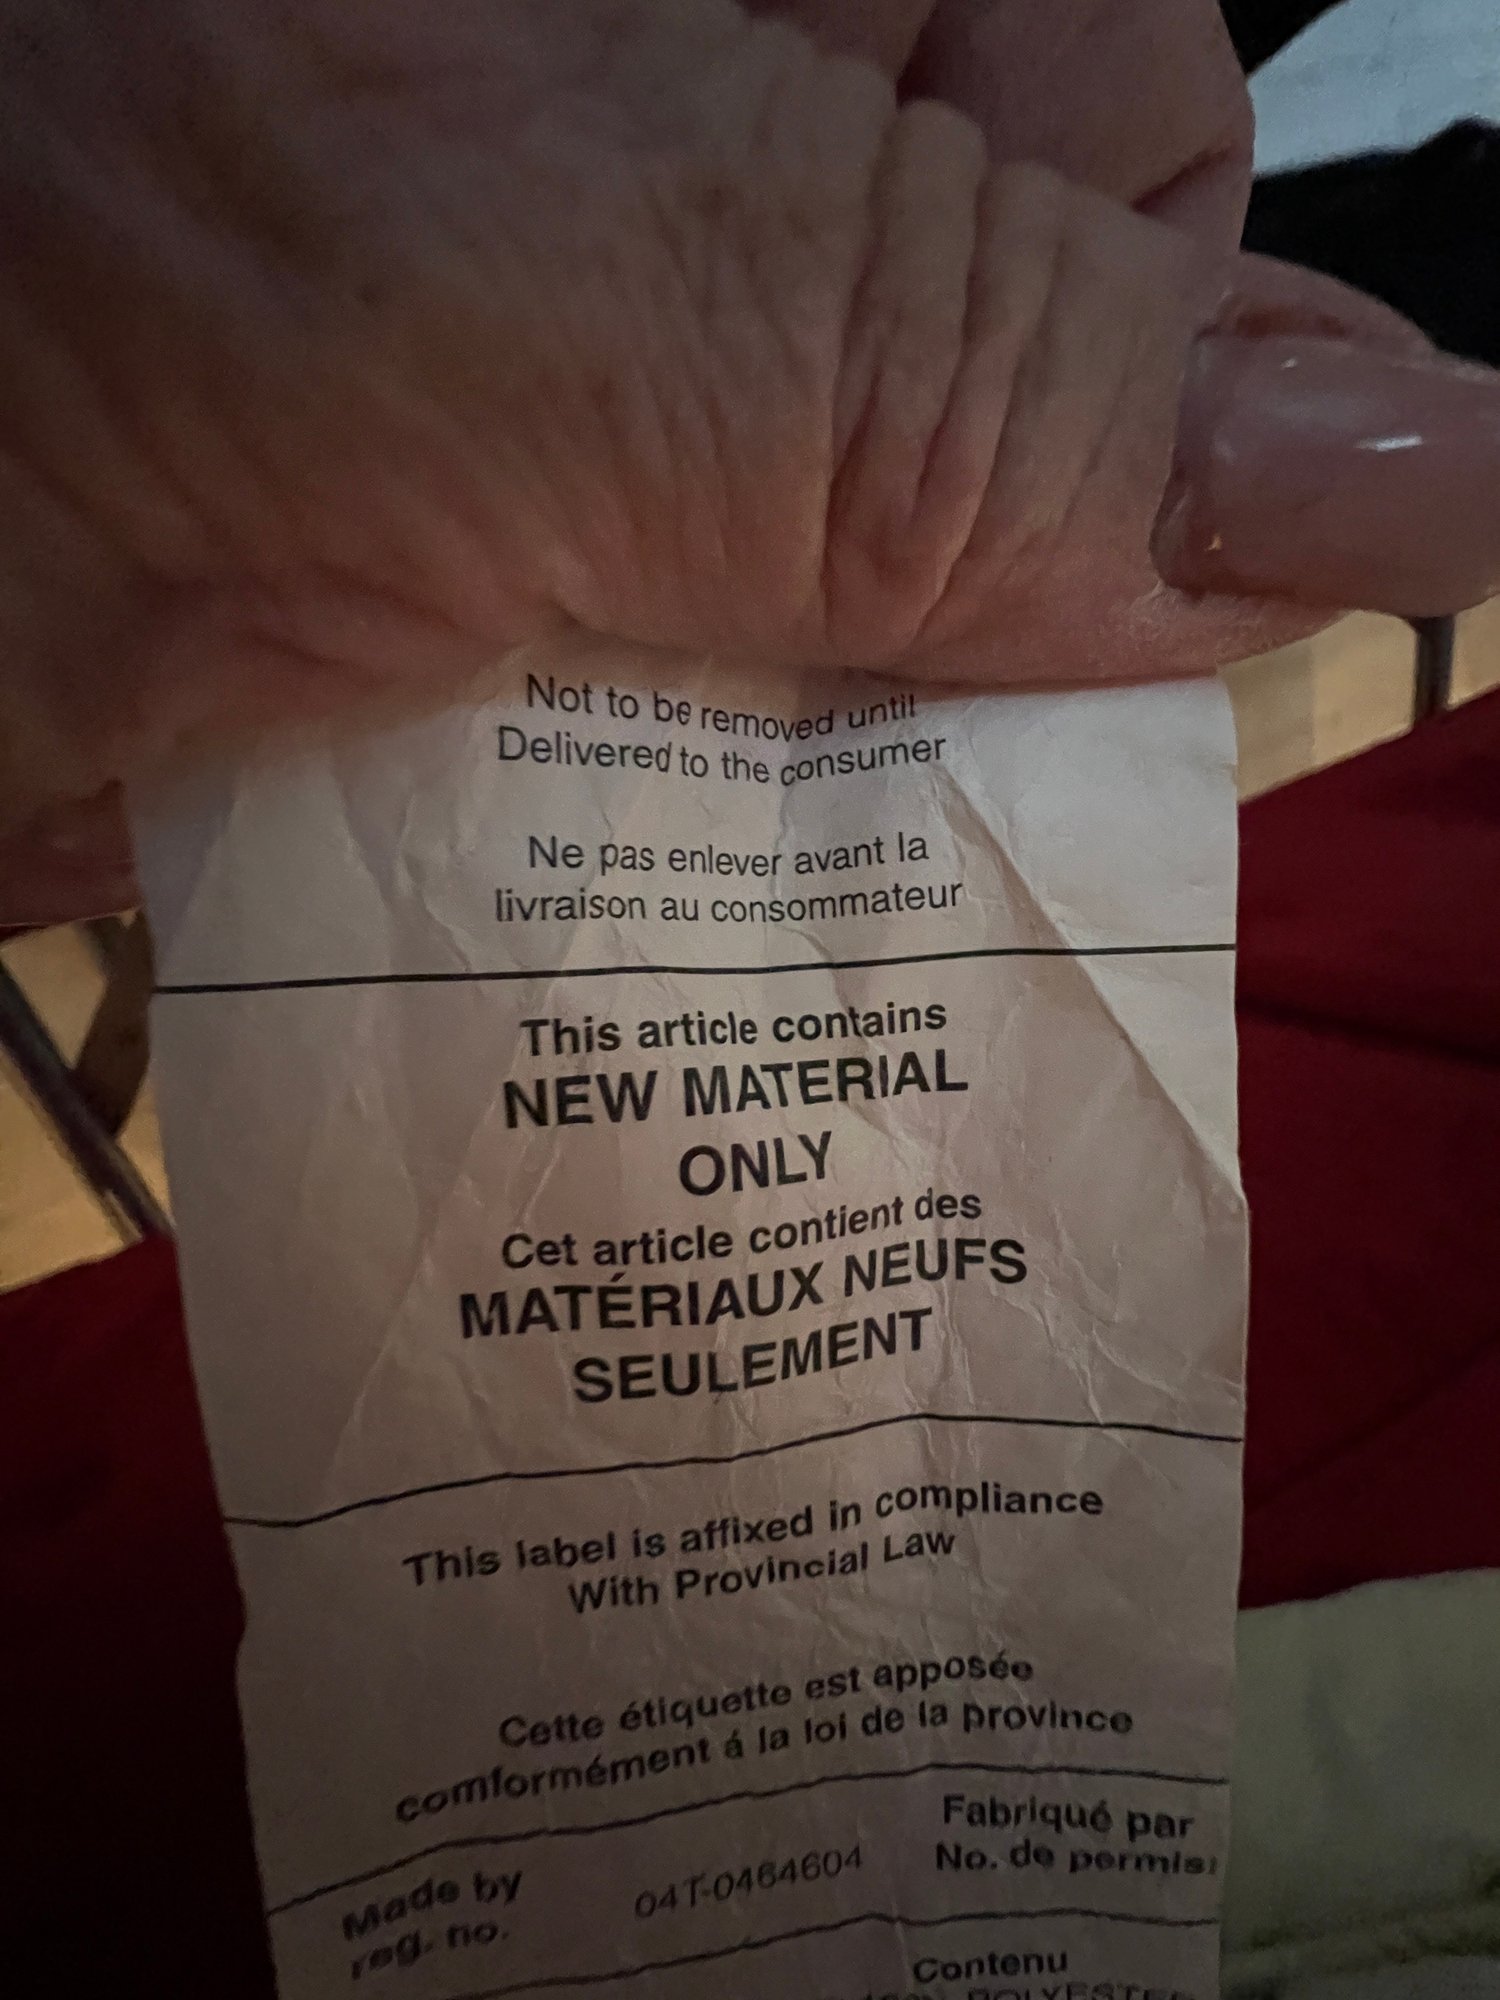 Not to be removed until
Delivered to the consumer
Ne pas enlever avant la
livraison au consommateur
This article contains
NEW MATERIAL
ONLY
Cet article contient des
MATÉRIAUX NEUFS
SEULEMENT
This label is affixed in compliance
With Provincial Law
Cette étiquette est apposée
comformément á la loi de la province
Made by
reg. no.
04T-0464604
Fabriqué par
No. de permis:
Contenu